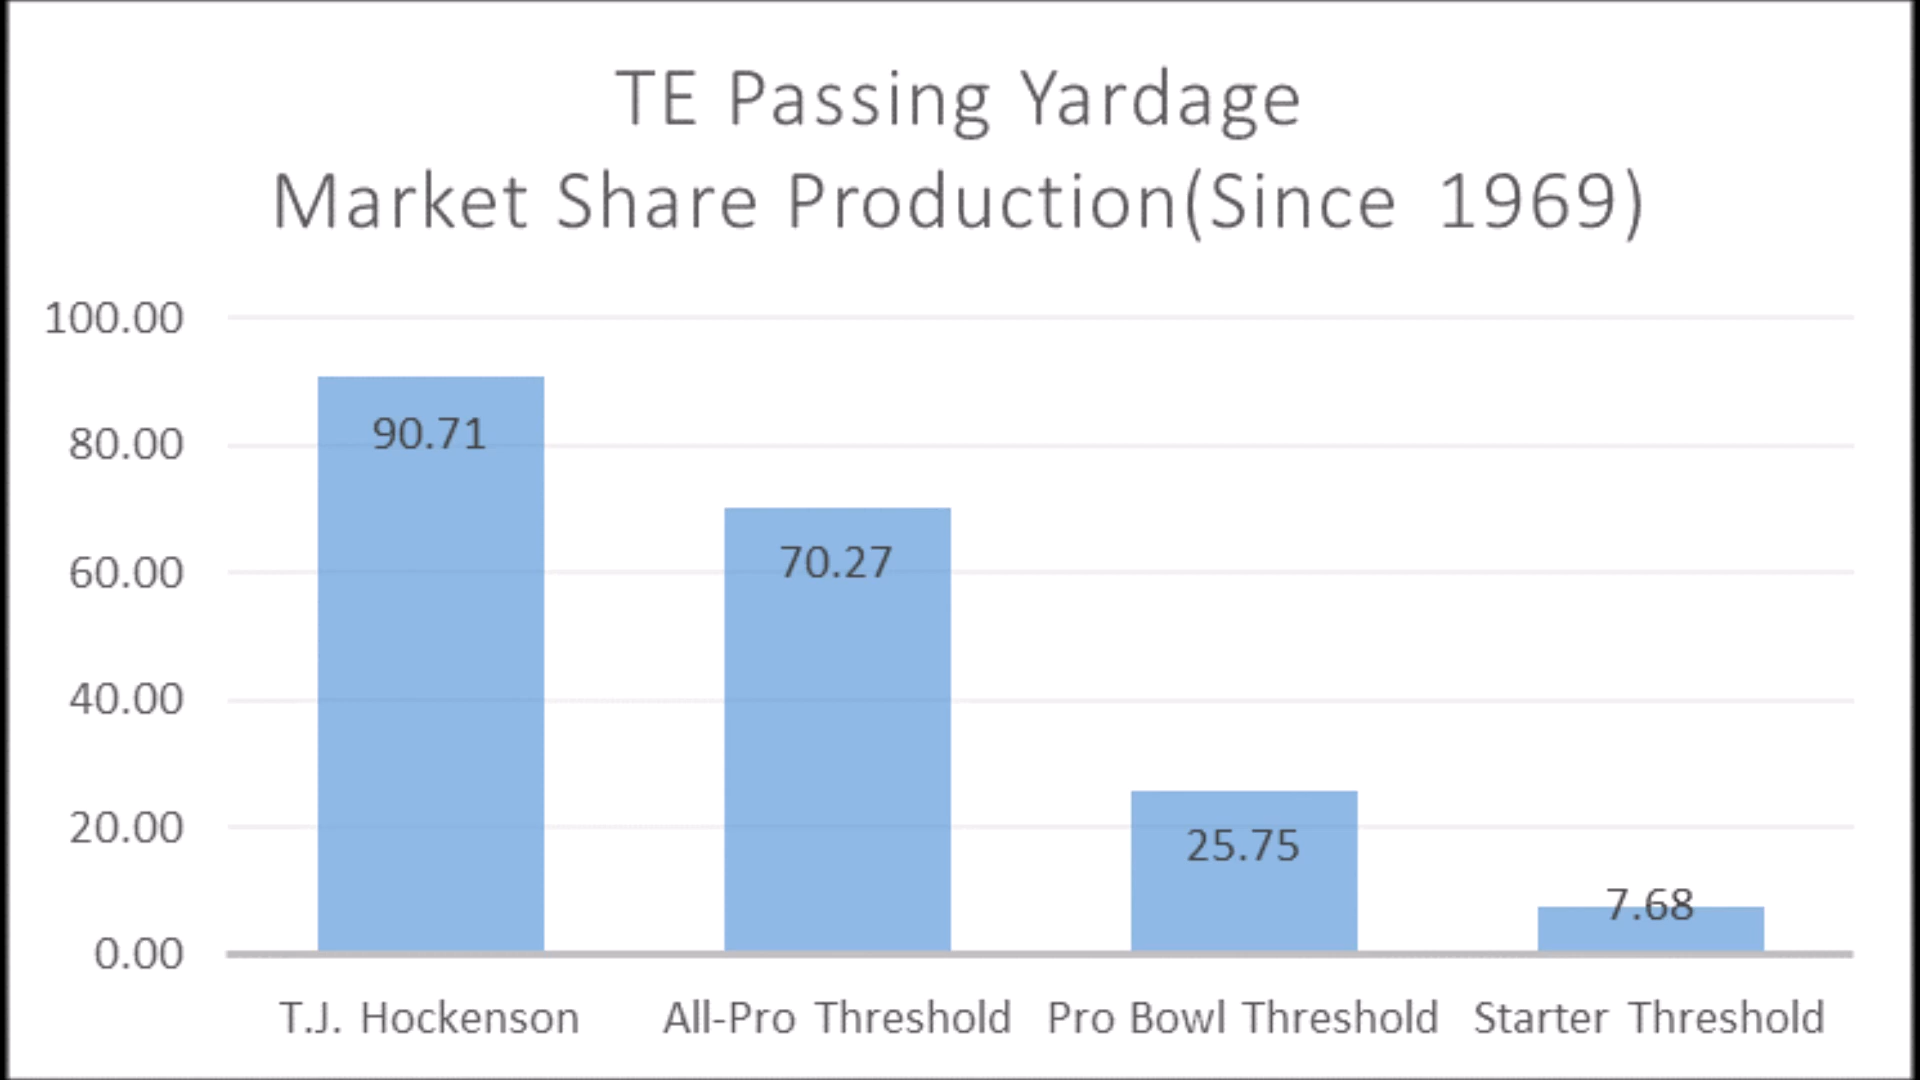 TE Passing Yardage
Market Share Production(Since 1969)
100.00
80.00
60.00
40.00
20.00
0.00
90.71
70.27
25.75
7.68
T.J. Hockenson
All-Pro Threshold
Pro Bowl Threshold
Starter Threshold